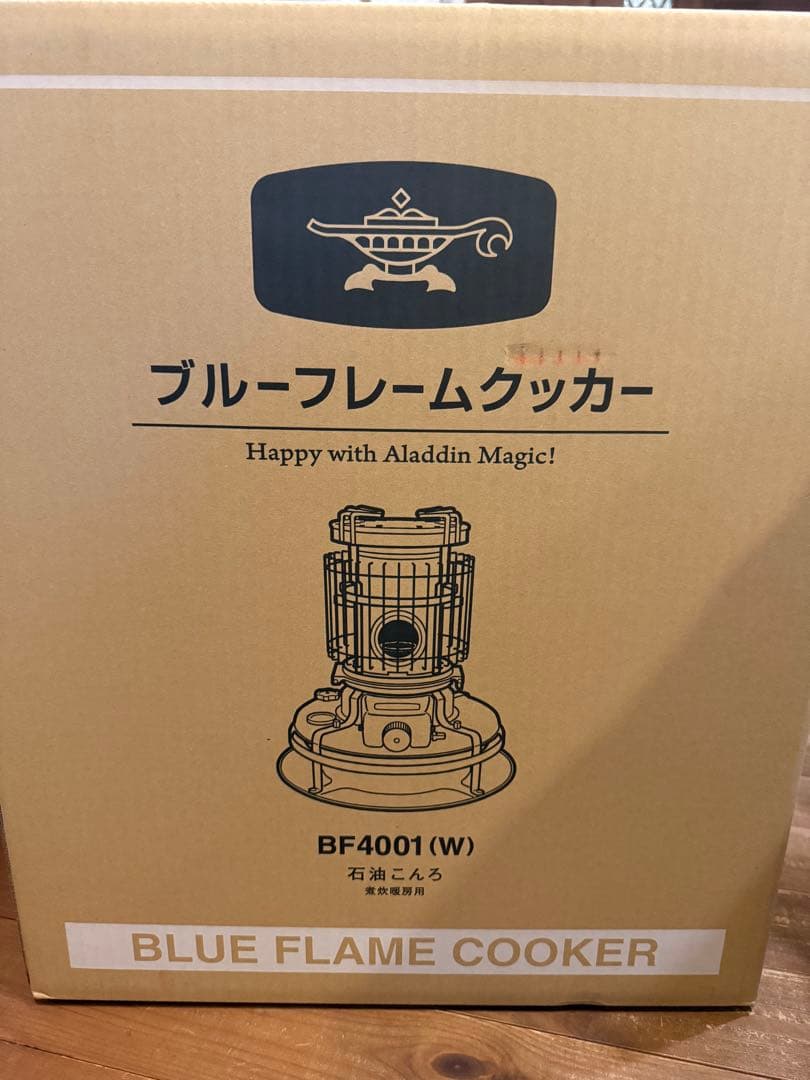 ブルーフレームクッカー
Happy with Aladdin Magic!
BF4001(W)
石油こんろ
煮炊暖房用
BLUE FLAME COOKER